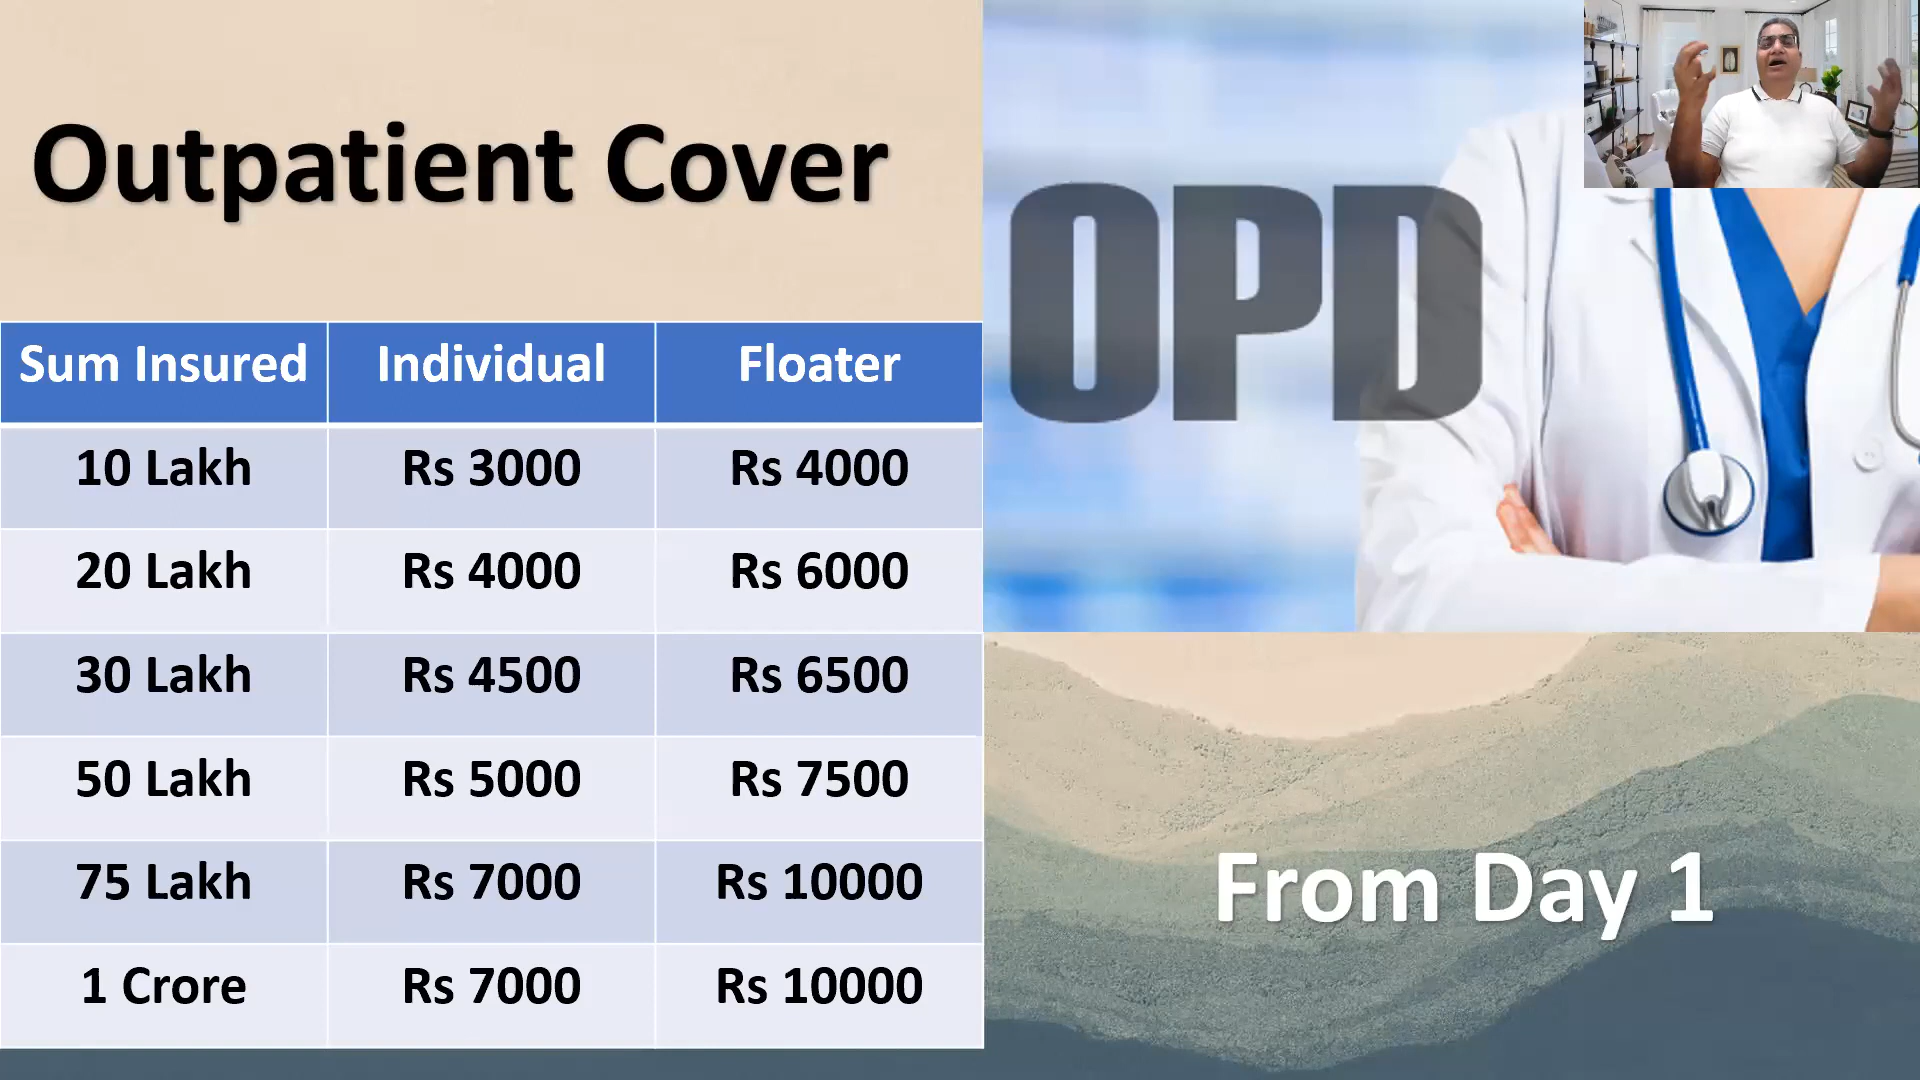 Outpatient Cover
Sum Insured Individual Floater
10 Lakh Rs 3000 Rs 4000
20 Lakh Rs 4000 Rs 6000
30 Lakh Rs 4500 Rs 6500
50 Lakh Rs 5000 Rs 7500
75 Lakh Rs 7000 Rs 10000
1 Crore Rs 7000 Rs 10000
OPD
From Day 1